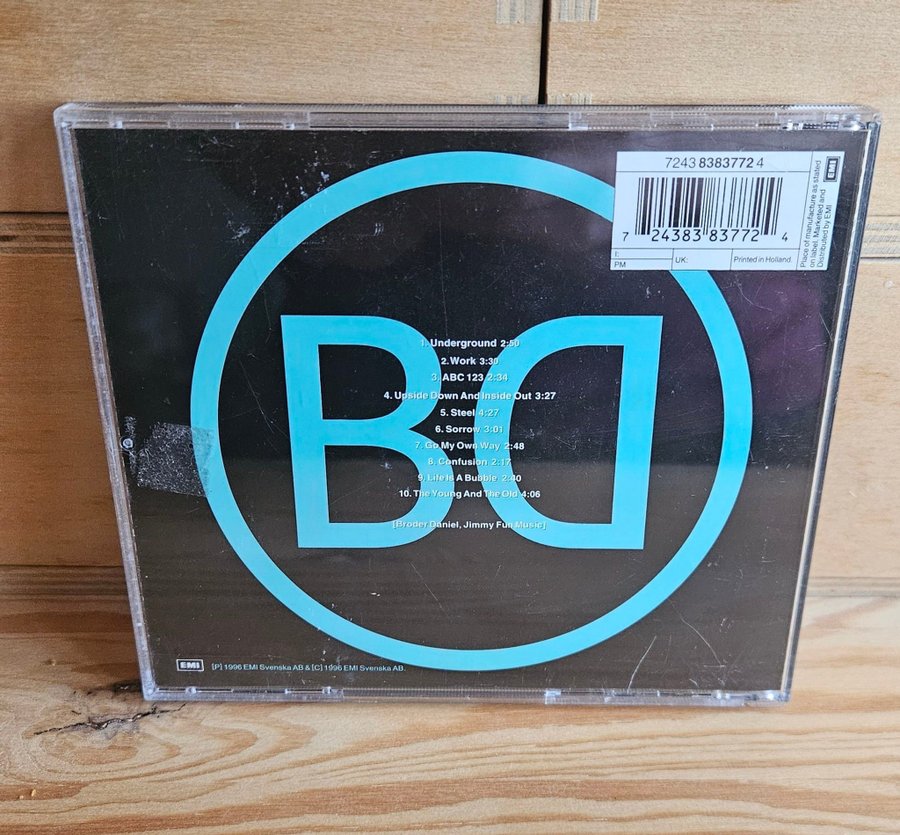 7243 8383772 4
7 24383 83772 4
I:
PM
UK:
Printed in Holland.
Place of manufacture as stated
on label. Marketed and
Distributed by EMI
EMI
BD
1. Underground 2:50
2. Work 3:30
3. ABC 123 2:34
4. Upside Down And Inside Out 3:27
5. Steel 4:27
6. Sorrow 3:01
7. Go My Own Way 2:48
8. Confusion 2:17
9. Life Is A Bubble 2:40
10. The Young And The Old 4:06
[Broder Daniel, Jimmy Fun Music]
EMI [P] 1996 EMI Svenska AB & [C] 1996 EMI Svenska AB.